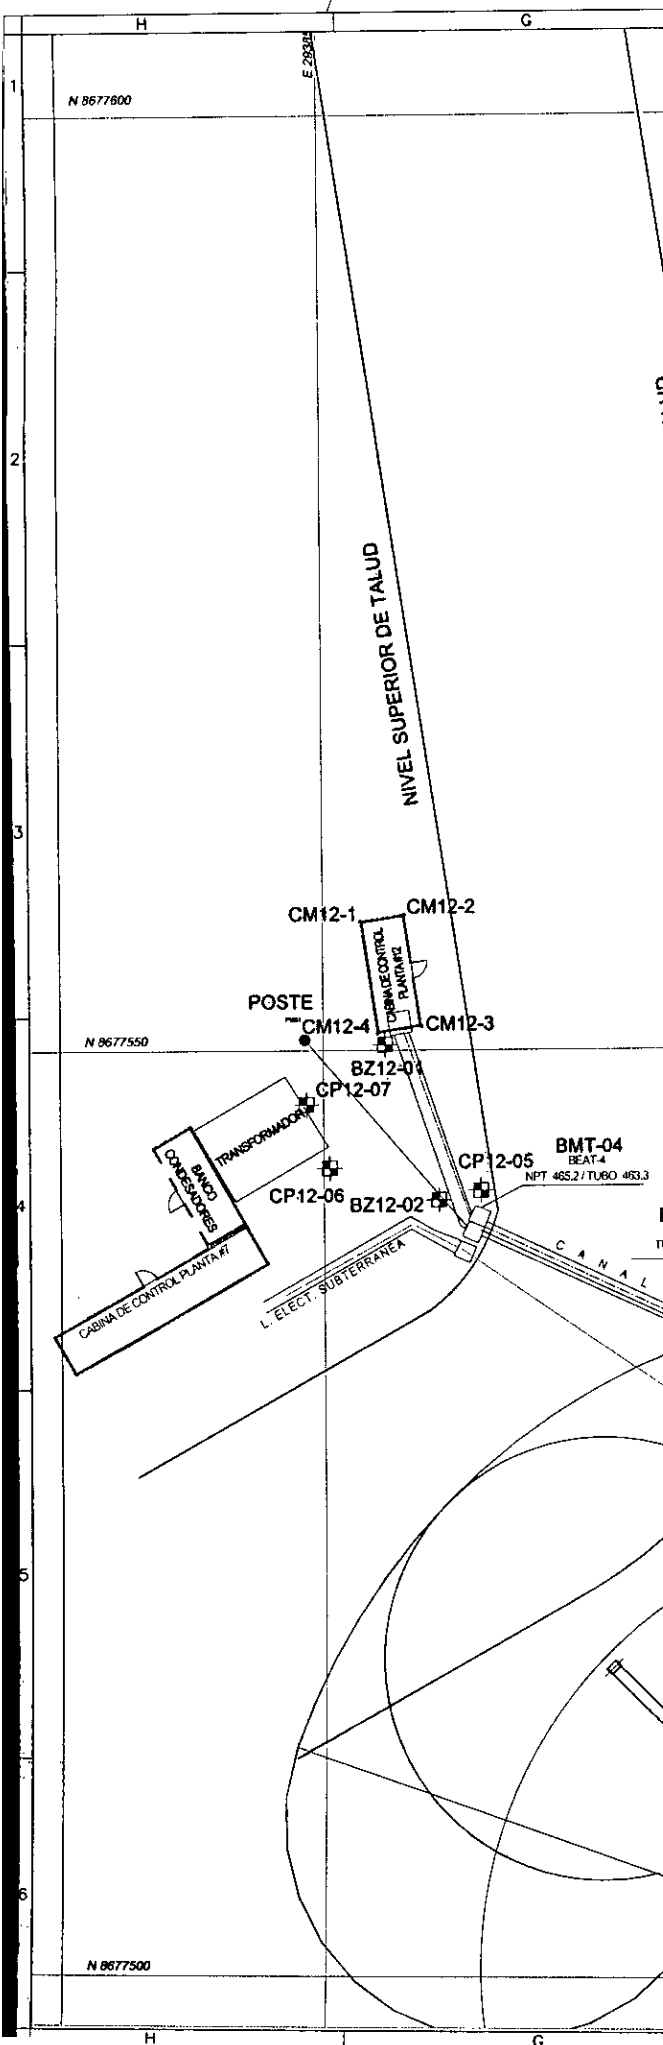 H
G
1
N 8677600
2
NIVEL SUPERIOR DE TALUD
3
CM12-1
CM12-2
CABINA DE CONTROL
PLANTA #12
POSTE
CM12-4
CM12-3
N 8677550
BZ12-01
CP12-07
TRANSFORMADOR
BANCO
CONDESADORES
BMT-04
BEAT-4
NPT 465.2 / TUBO 463.3
CP12-05
CP12-06
BZ12-02
4
CANAL
L. ELECT. SUBTERRANEA
CABINA DE CONTROL PLANTA #7
5
6
N 8677500
H
G